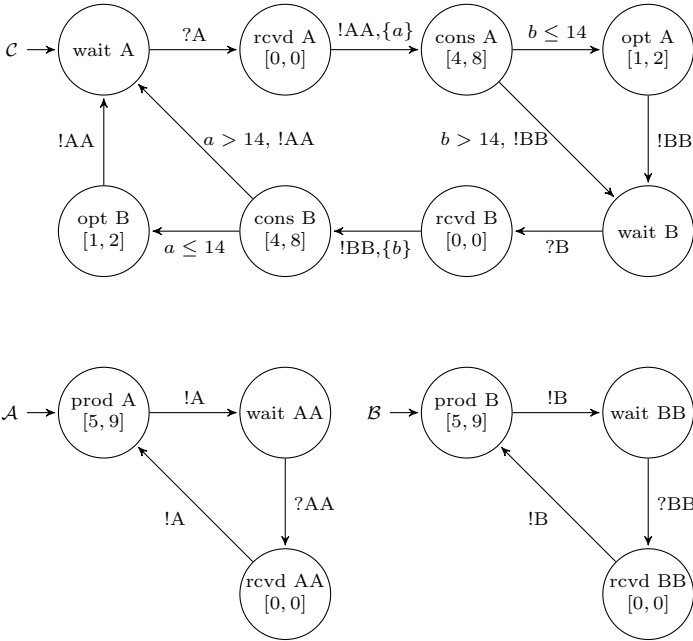 𝒞
wait A
?A
rcvd A
[0, 0]
!AA,{a}
cons A
[4, 8]
b ≤ 14
opt A
[1, 2]
!AA
a > 14, !AA
b > 14, !BB
!BB
opt B
[1, 2]
a ≤ 14
cons B
[4, 8]
!BB,{b}
rcvd B
[0, 0]
?B
wait B
𝒜
prod A
[5, 9]
!A
wait AA
?AA
!A
rcvd AA
[0, 0]
ℬ
prod B
[5, 9]
!B
wait BB
?BB
!B
rcvd BB
[0, 0]